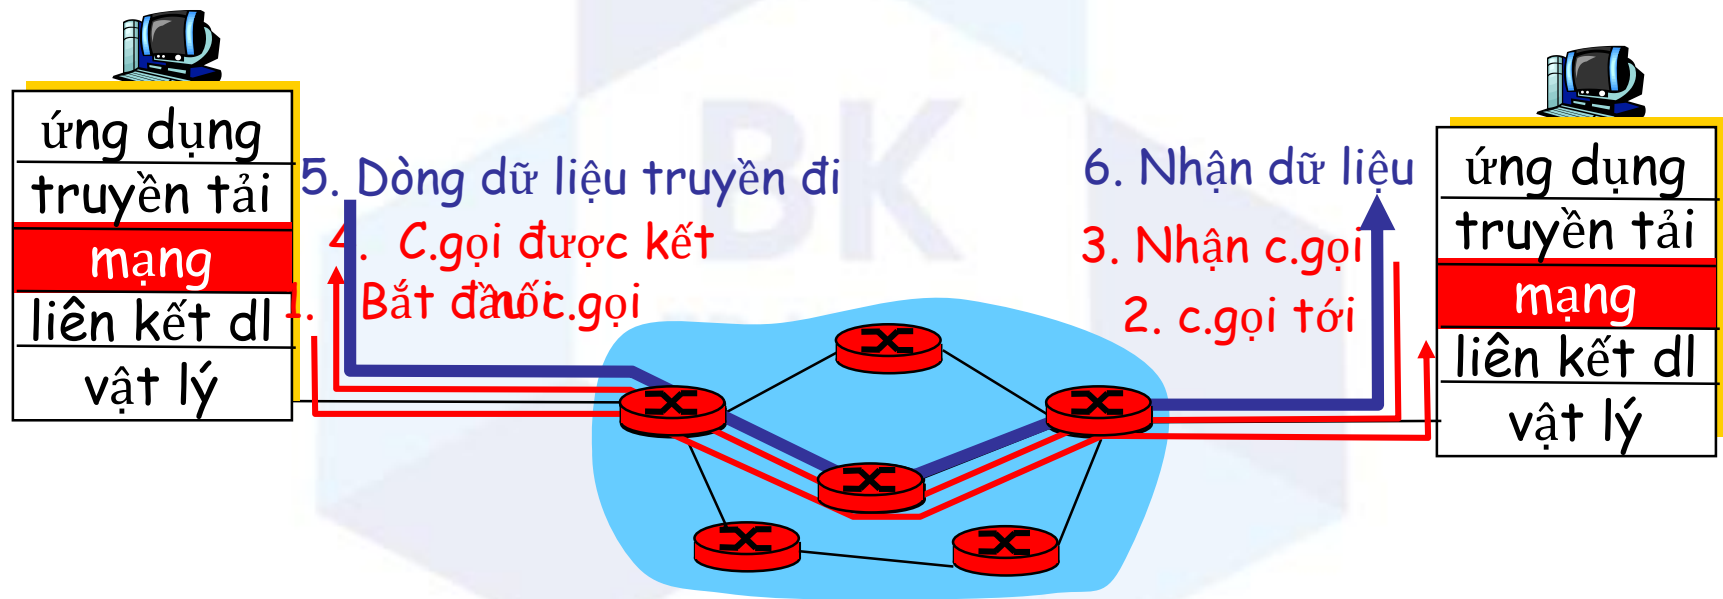 ứng dụng
truyền tải
mạng
liên kết dl
vật lý
5. Dòng dữ liệu truyền đi
4. C.gọi được kết
nối
1. Bắt đầu c.gọi
6. Nhận dữ liệu
3. Nhận c.gọi
2. c.gọi tới
ứng dụng
truyền tải
mạng
liên kết dl
vật lý
BK